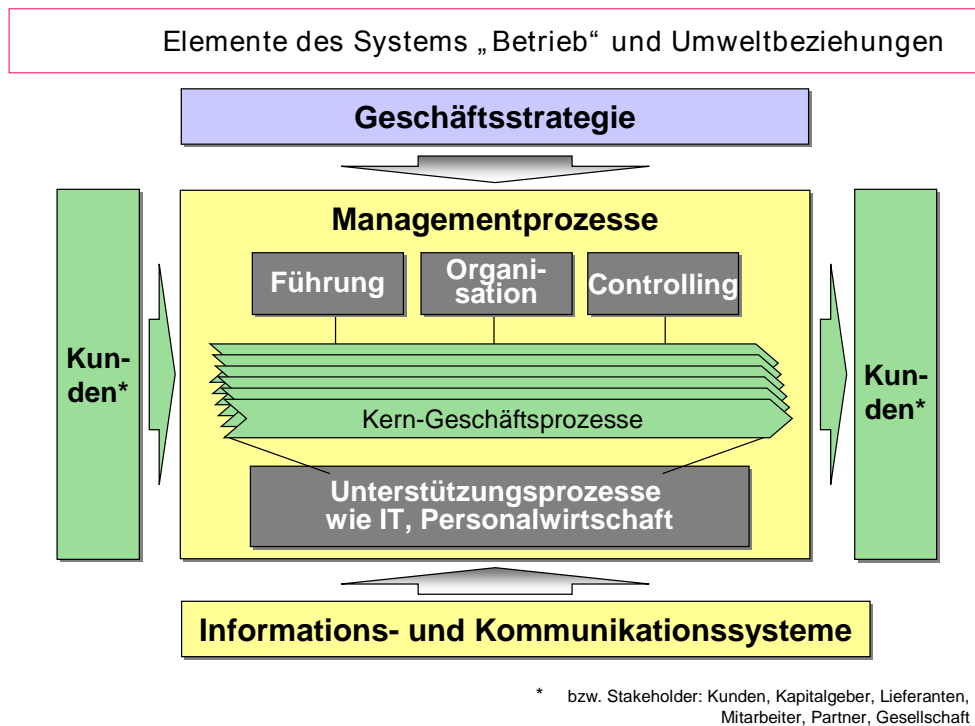 Elemente des Systems „Betrieb“ und Umweltbeziehungen
Geschäftsstrategie
Managementprozesse
Führung
Organi-
sation
Controlling
Kun-
den*
Kern-Geschäftsprozesse
Kun-
den*
Unterstützungsprozesse
wie IT, Personalwirtschaft
Informations- und Kommunikationssysteme
* bzw. Stakeholder: Kunden, Kapitalgeber, Lieferanten,
Mitarbeiter, Partner, Gesellschaft